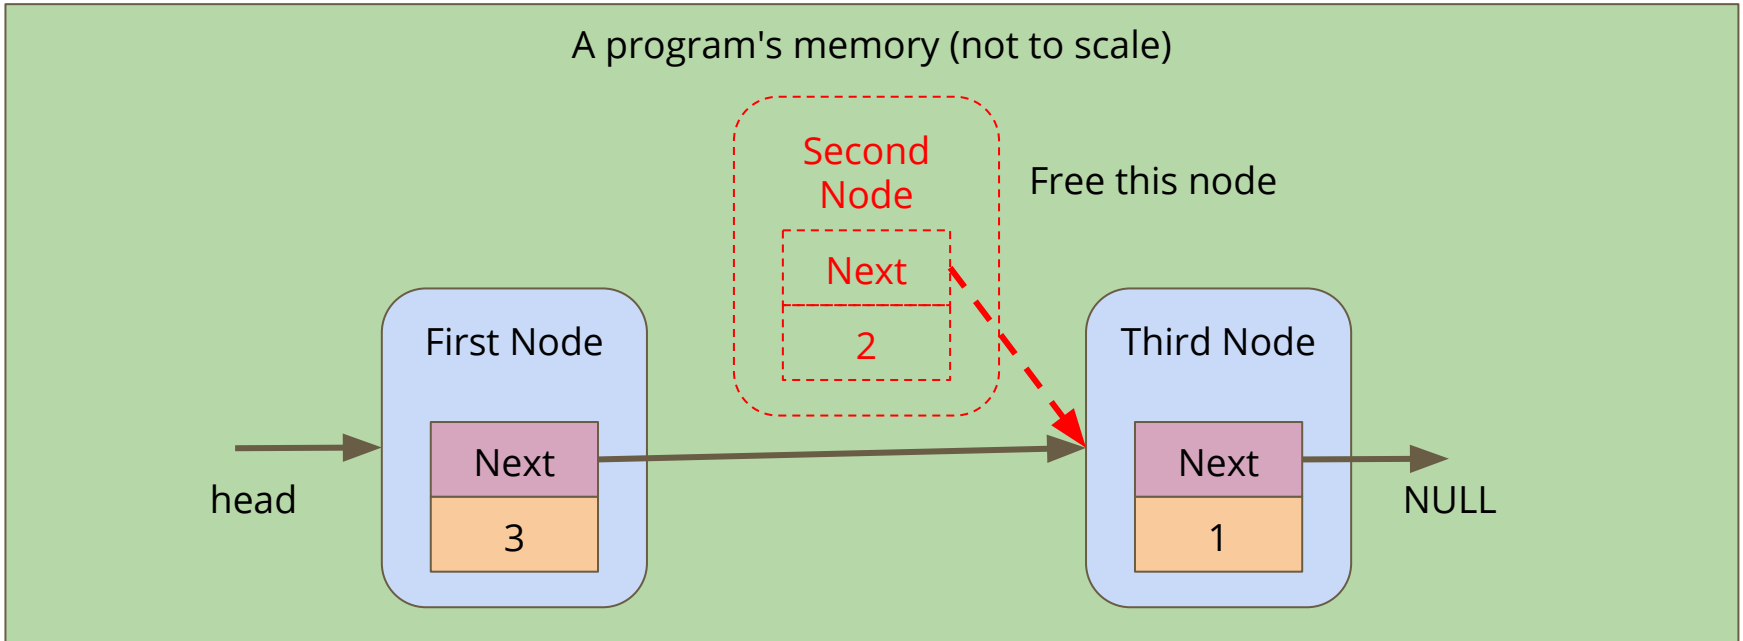 A program's memory (not to scale)
Second
Node
Free this node
Next
2
First Node
Next
3
head
Third Node
Next
1
NULL